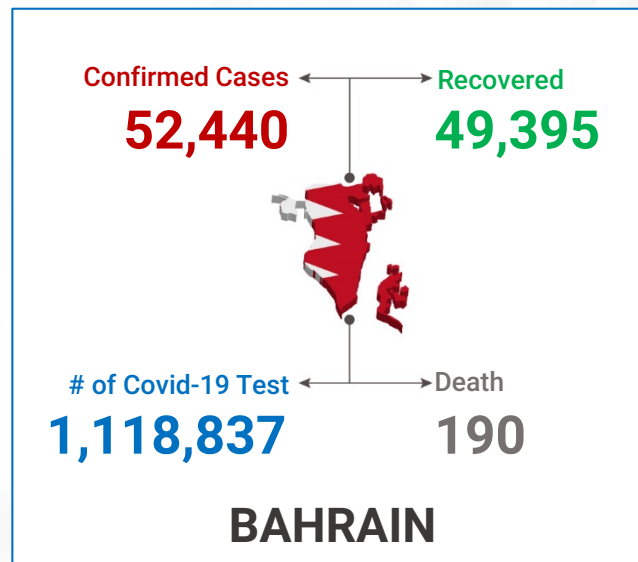 Confirmed Cases
52,440
Recovered
49,395
# of Covid-19 Test
1,118,837
Death
190
BAHRAIN